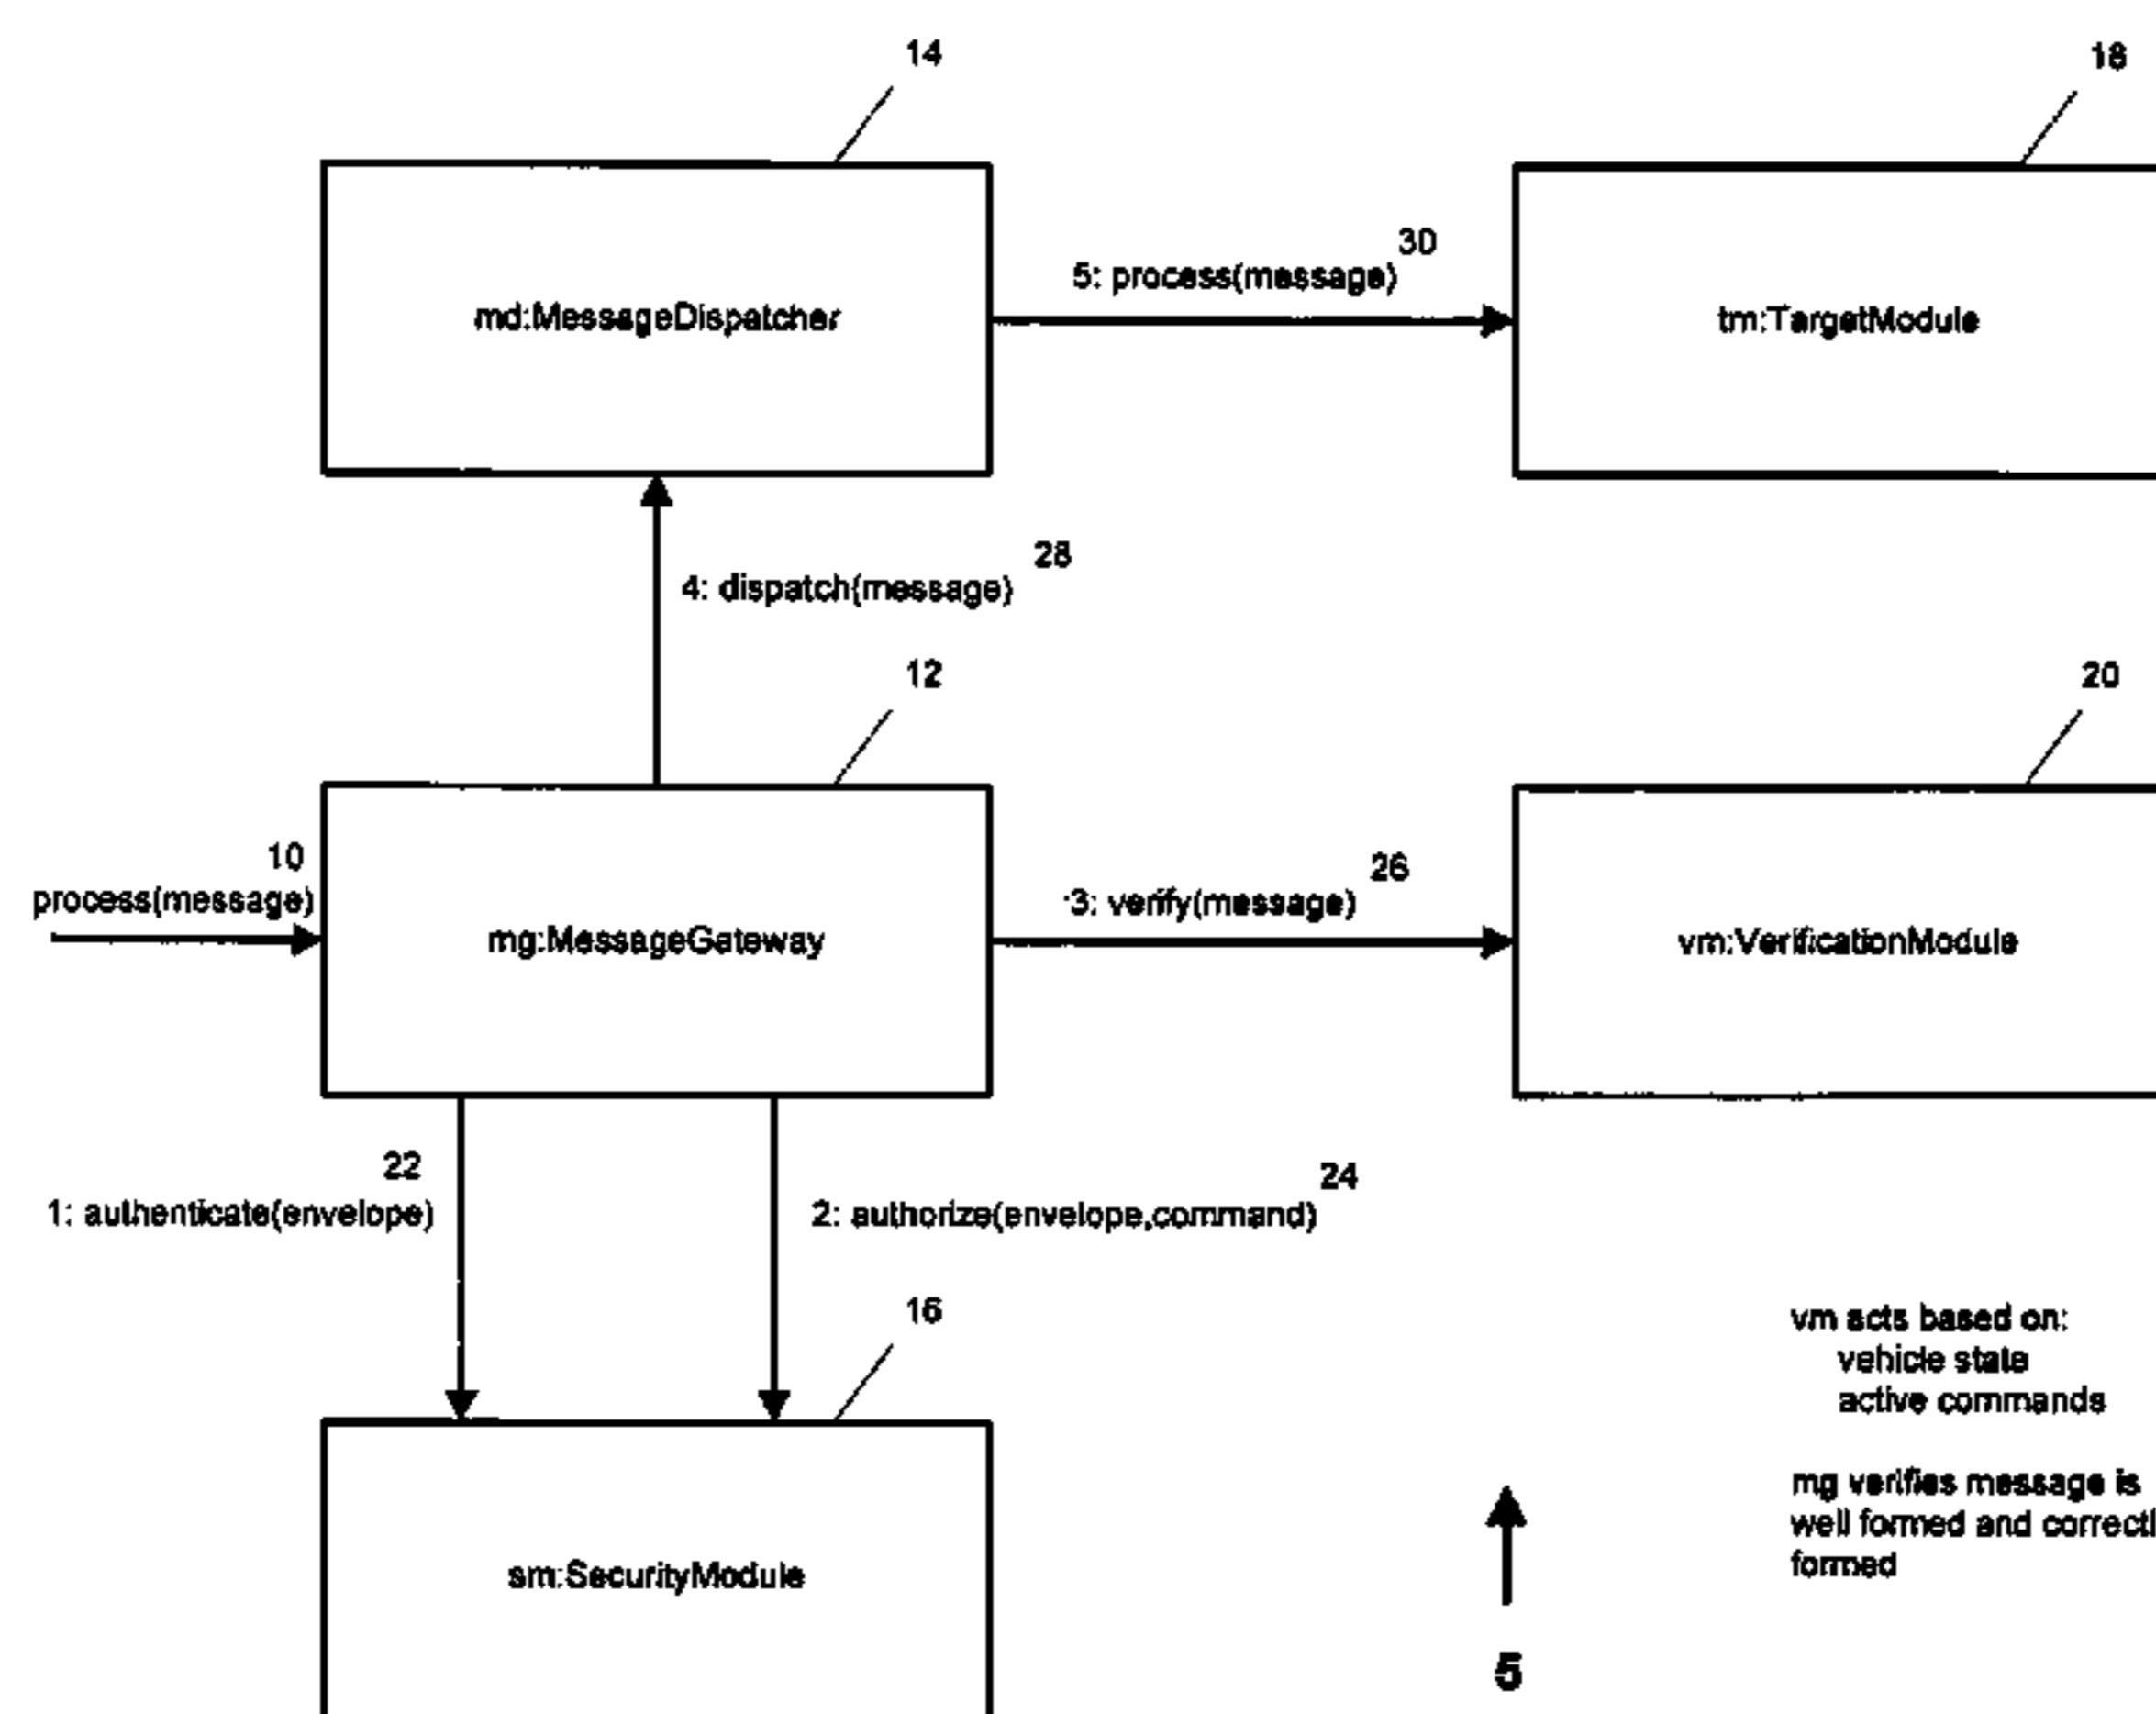 14
18
md:MessageDispatcher
5: process(message)
30
tm:TargetModule
4: dispatch(message)
28
12
20
10
process(message)
mg:MessageGateway
3: verify(message)
26
vm:VerificationModule
22
1: authenticate(envelope)
2: authorize(envelope,command)
24
16
sm:SecurityModule
vm acts based on:
vehicle state
active commands
mg verifies message is
well formed and correctl
formed
5